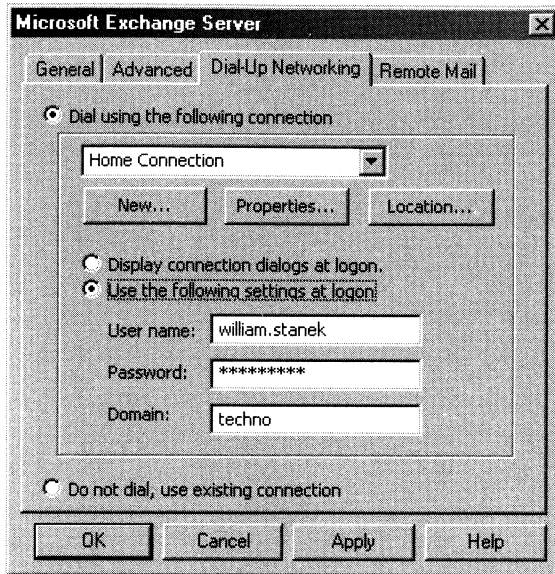 Microsoft Exchange Server
General Advanced Dial-Up Networking Remote Mail
Dial using the following connection
Home Connection
New... Properties... Location...
Display connection dialogs at logon.
Use the following settings at logon
User name: william.stanek
Password: *********
Domain: techno
Do not dial, use existing connection
OK Cancel Apply Help